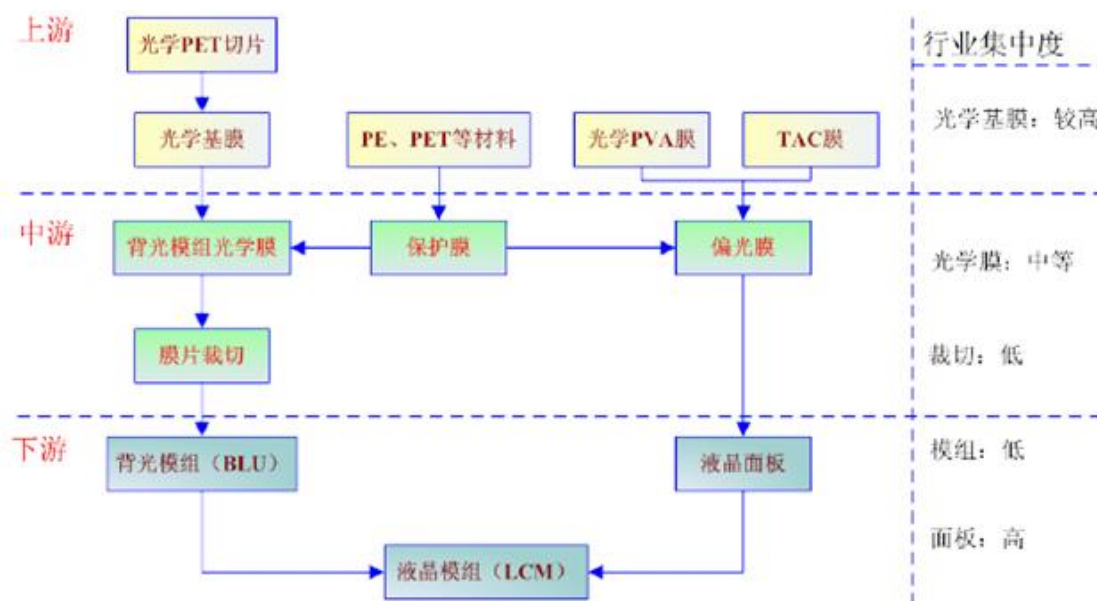 上游
光学PET切片
行业集中度
光学基膜
PE、PET等材料
光学PVA膜
TAC膜
光学基膜：较高
中游
背光模组光学膜
保护膜
偏光膜
光学膜：中等
膜片裁切
裁切：低
下游
背光模组（BLU）
液晶面板
模组：低
面板：高
液晶模组（LCM）